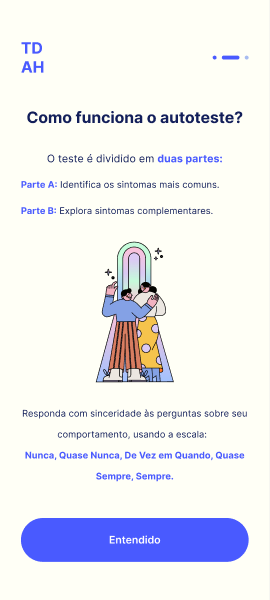 TD
AH
Como funciona o autoteste?
O teste é dividido em duas partes:
Parte A: Identifica os sintomas mais comuns.
Parte B: Explora sintomas complementares.
Responda com sinceridade às perguntas sobre seu
comportamento, usando a escala:
Nunca, Quase Nunca, De Vez em Quando, Quase
Sempre, Sempre.
Entendido